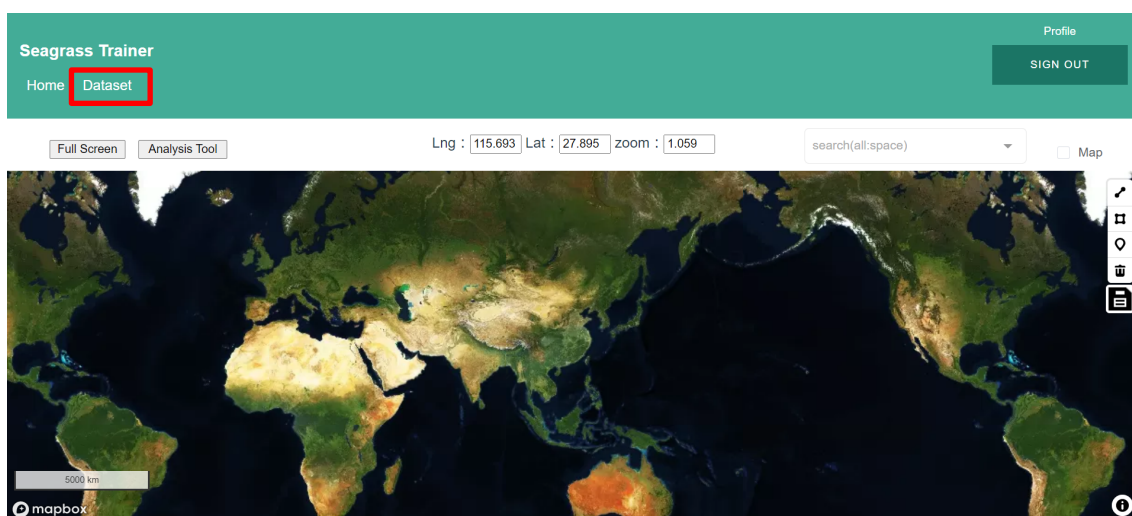 Profile
Seagrass Trainer
SIGN OUT
Home Dataset
Full Screen Analysis Tool Lng : 115.693 Lat : 27.895 zoom : 1.059 search(all:space) Map
5000 km
mapbox